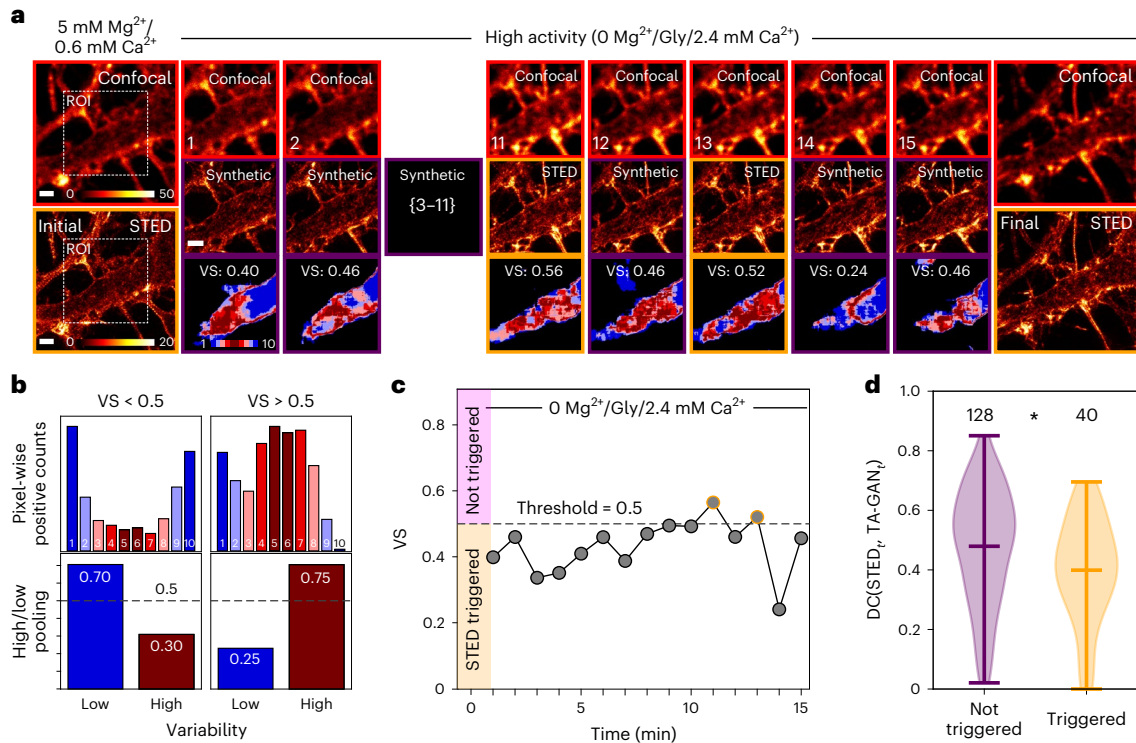 a
5 mM Mg²⁺/
0.6 mM Ca²⁺
High activity (0 Mg²⁺/Gly/2.4 mM Ca²⁺)
Confocal
ROI
0 50
Confocal
1
Confocal
2
Confocal
11
Confocal
12
Confocal
13
Confocal
14
Confocal
15
Confocal
Synthetic
Synthetic
Synthetic
{3–11}
STED
Synthetic
STED
Synthetic
Synthetic
Initial STED
ROI
0 20
VS: 0.40
1 10
VS: 0.46
VS: 0.56
VS: 0.46
VS: 0.52
VS: 0.24
VS: 0.46
Final STED
b
VS < 0.5
VS > 0.5
Pixel-wise
positive counts
1 2 3 4 5 6 7 8 9 10
1 2 3 4 5 6 7 8 9 10
High/low
pooling
0.70
0.5
0.30
0.25
0.75
Low High
Low High
Variability
c
0 Mg²⁺/Gly/2.4 mM Ca²⁺
Not triggered
STED triggered
Threshold = 0.5
VS
0.8
0.6
0.4
0.2
0
0 5 10 15
Time (min)
d
DC(STEDₜ, TA-GANₜ)
1.0
0.8
0.6
0.4
0.2
0
128 * 40
Not
triggered
Triggered